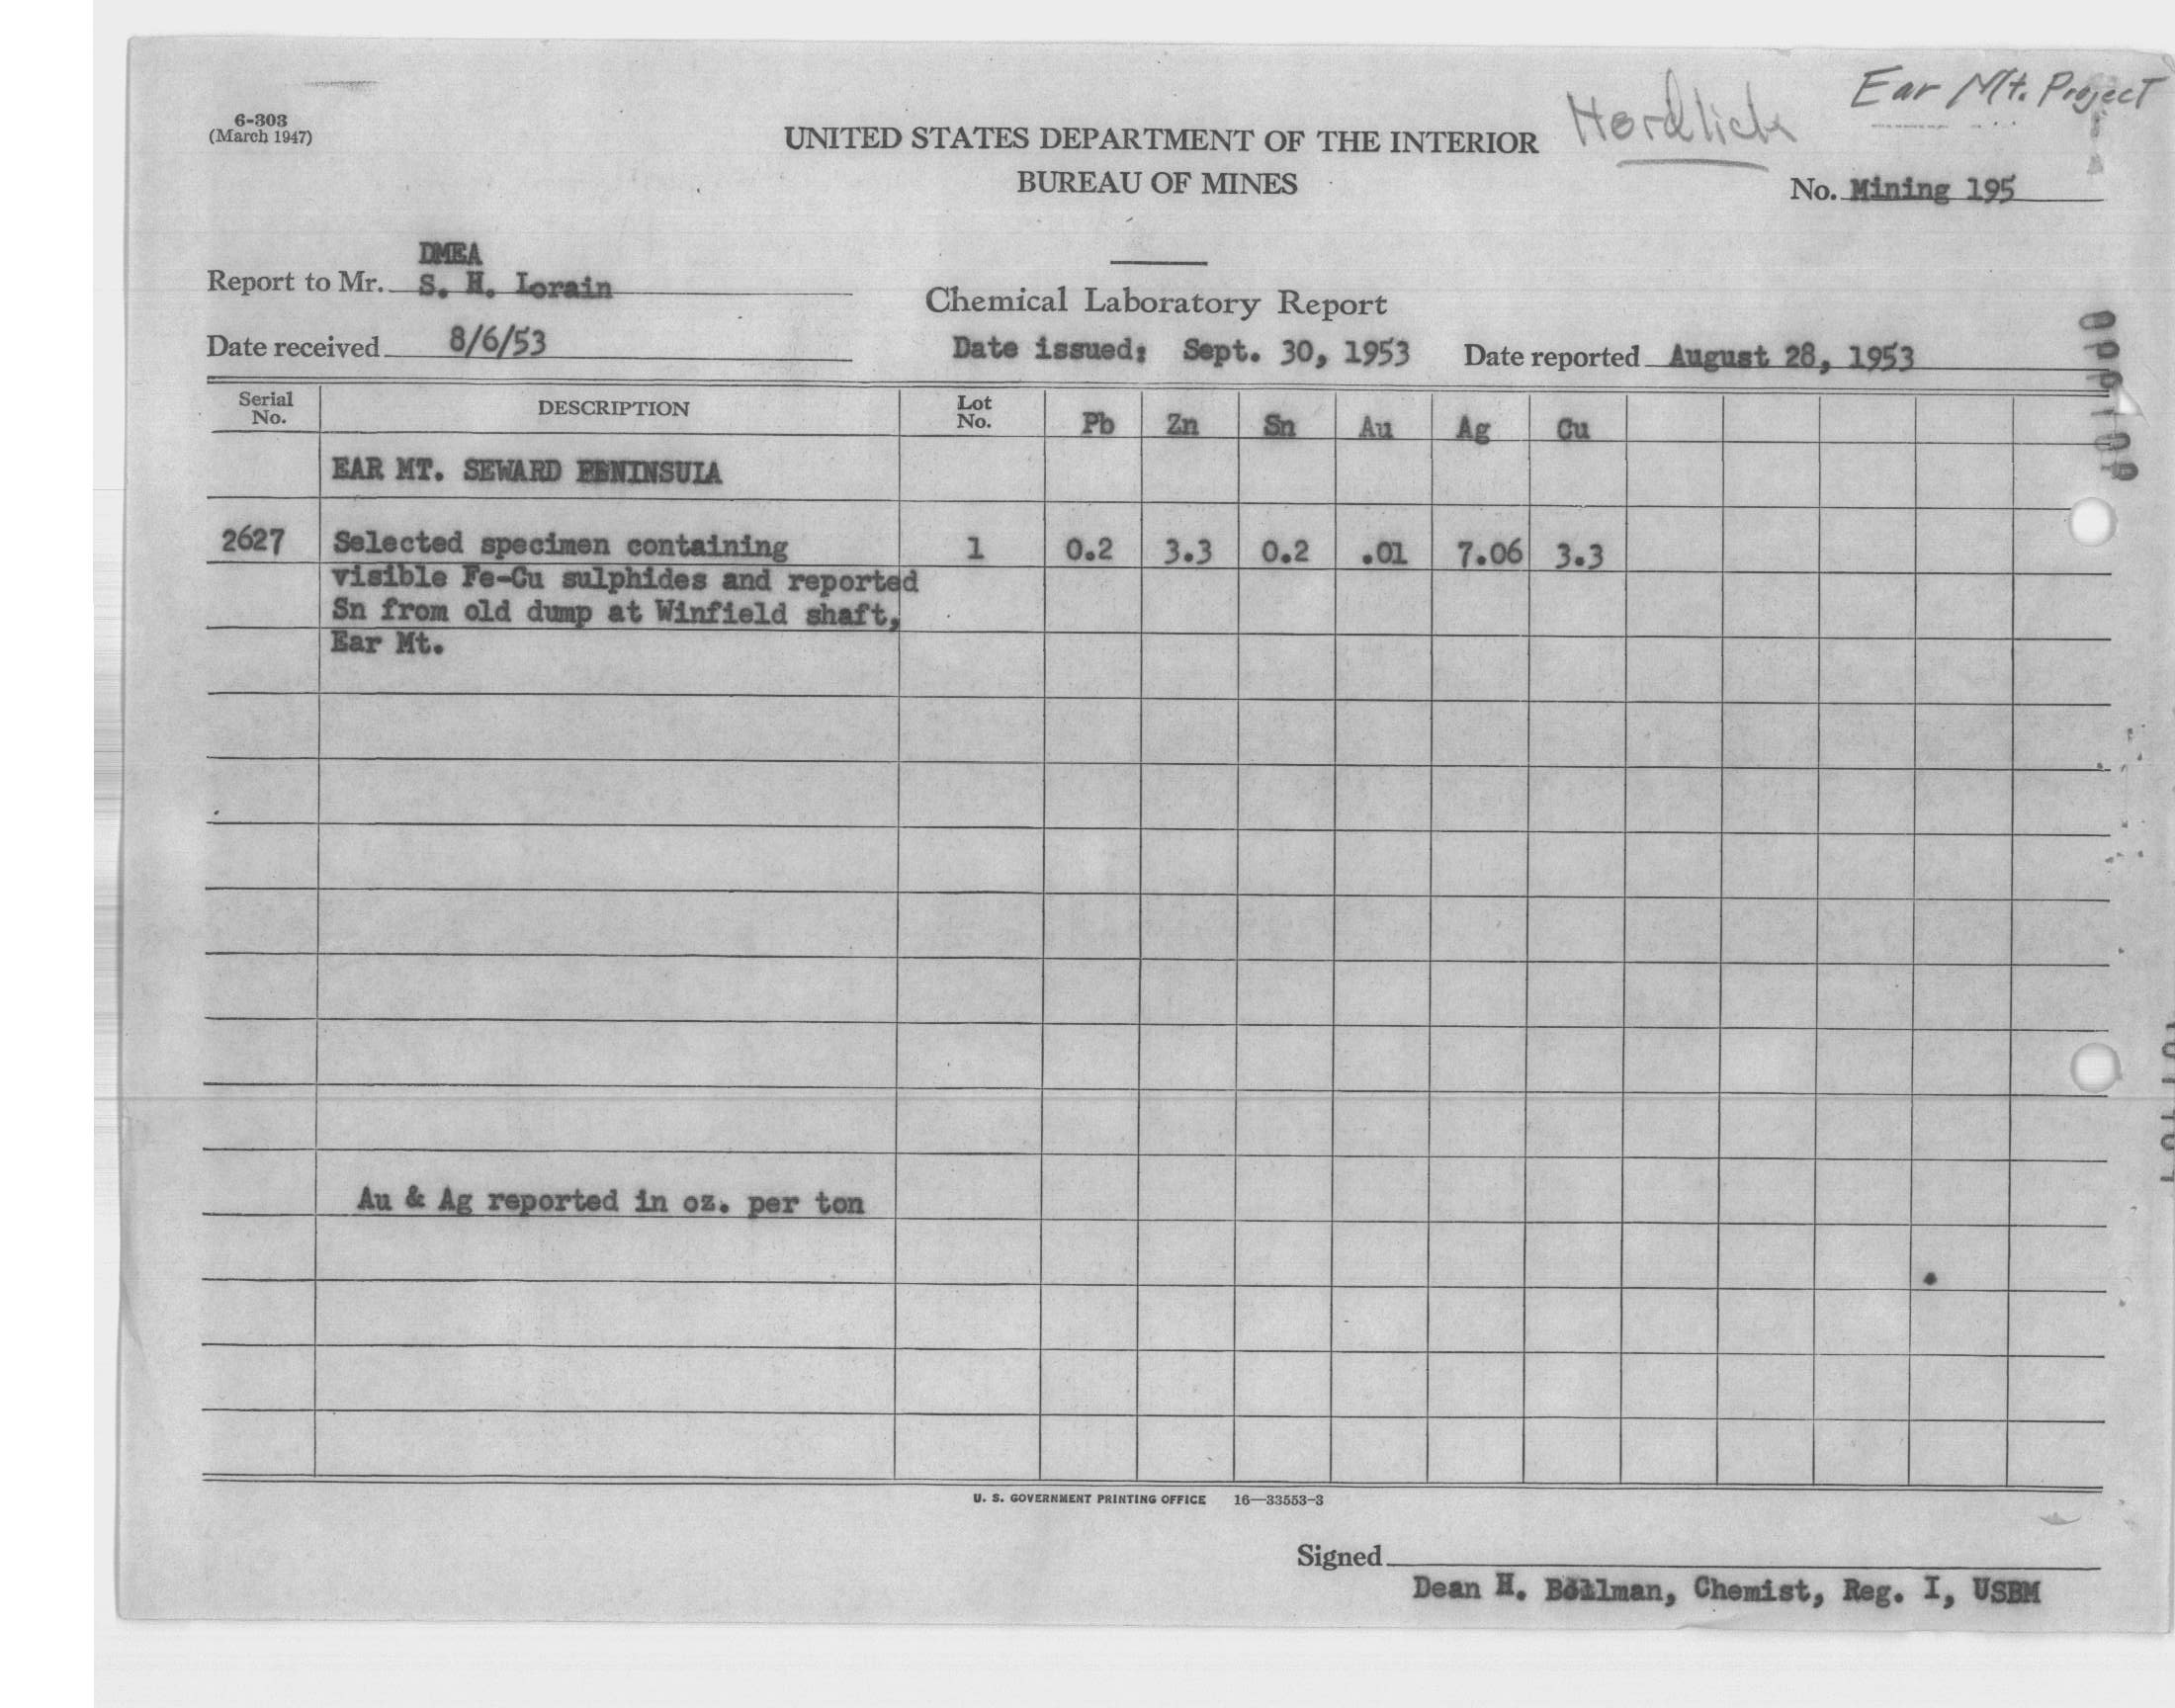 Ear Mt. Project
6-303
(March 1947)
UNITED STATES DEPARTMENT OF THE INTERIOR
BUREAU OF MINES
No. Mining 195
DMEA
Report to Mr. S. H. Lorain
Chemical Laboratory Report
Date received 8/6/53
Date issued: Sept. 30, 1953
Date reported August 28, 1953
Serial No. DESCRIPTION Lot No. Pb Zn Sn Au Ag Cu
EAR MT. SEWARD PENINSULA
2627 Selected specimen containing 1 0.2 3.3 0.2 .01 7.06 3.3
visible Fe-Cu sulphides and reported
Sn from old dump at Winfield shaft,
Ear Mt.
Au & Ag reported in oz. per ton
U. S. GOVERNMENT PRINTING OFFICE 16—33553-3
Signed
Dean H. Bollman, Chemist, Reg. I, USBM